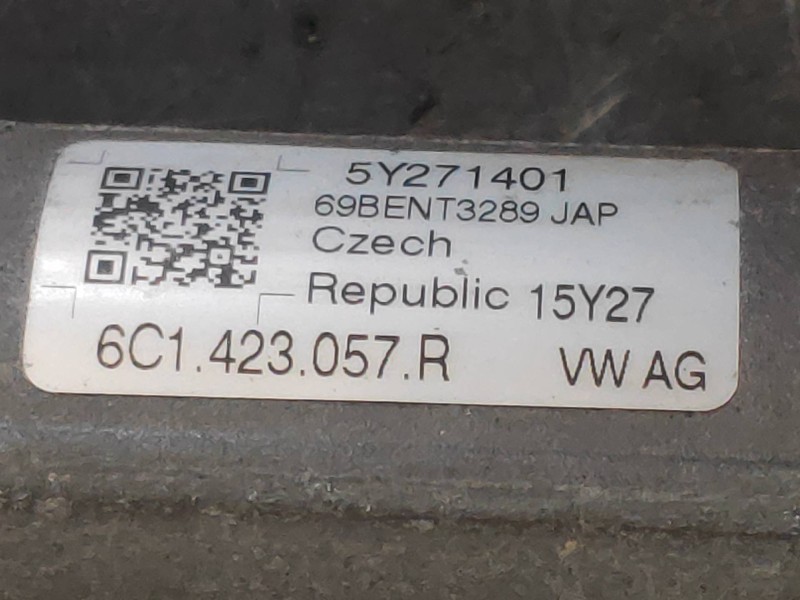 5Y271401
69BENT3289 JAP
Czech
Republic 15Y27
6C1.423.057.R VW AG